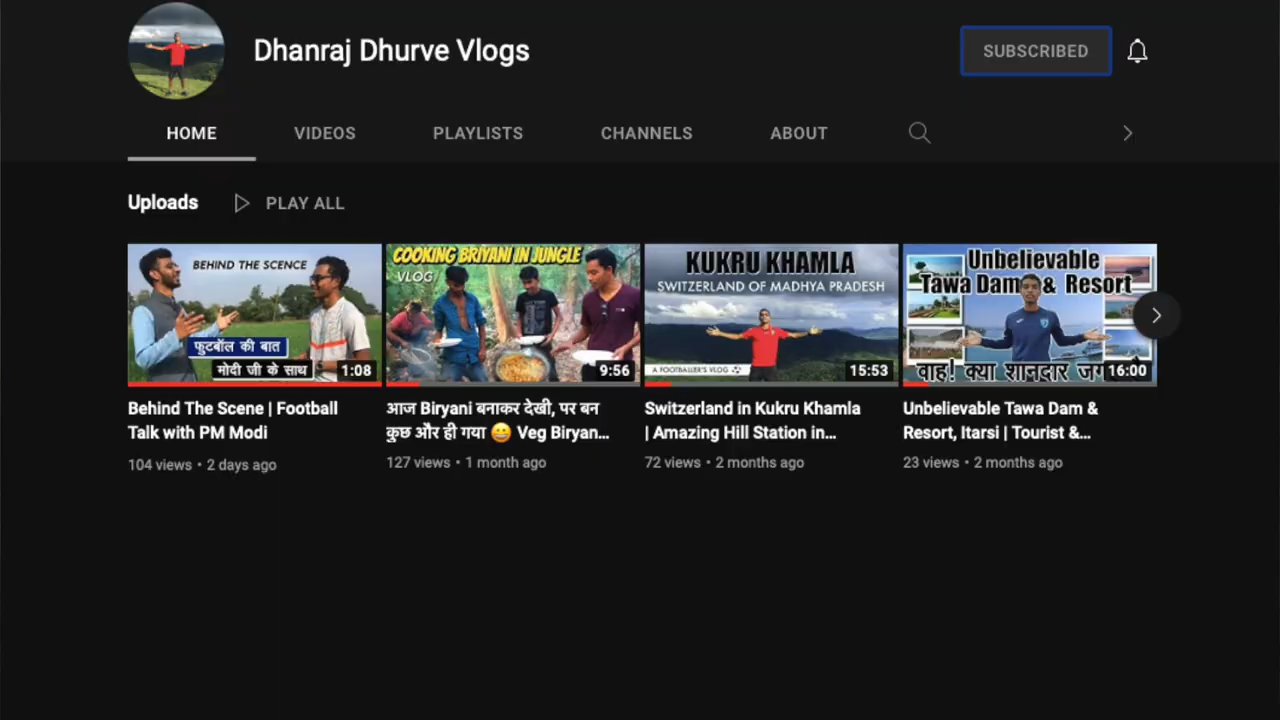 Dhanraj Dhurve Vlogs
SUBSCRIBED
HOME
VIDEOS
PLAYLISTS
CHANNELS
ABOUT
Uploads
PLAY ALL
BEHIND THE SCENCE
फुटबॉल की बात
मोदी जी के साथ
1:08
Behind The Scene | Football
Talk with PM Modi
104 views • 2 days ago
COOKING BRIYANI IN JUNGLE
VLOG
9:56
आज Biryani बनाकर देखी, पर बन
कुछ और ही गया 😀 Veg Biryan...
127 views • 1 month ago
KUKRU KHAMLA
SWITZERLAND OF MADHYA PRADESH
A FOOTBALLER'S VLOG
15:53
Switzerland in Kukru Khamla
| Amazing Hill Station in...
72 views • 2 months ago
Unbelievable
Tawa Dam & Resort
वाह! क्या शानदार
16:00
Unbelievable Tawa Dam &
Resort, Itarsi | Tourist &...
23 views • 2 months ago